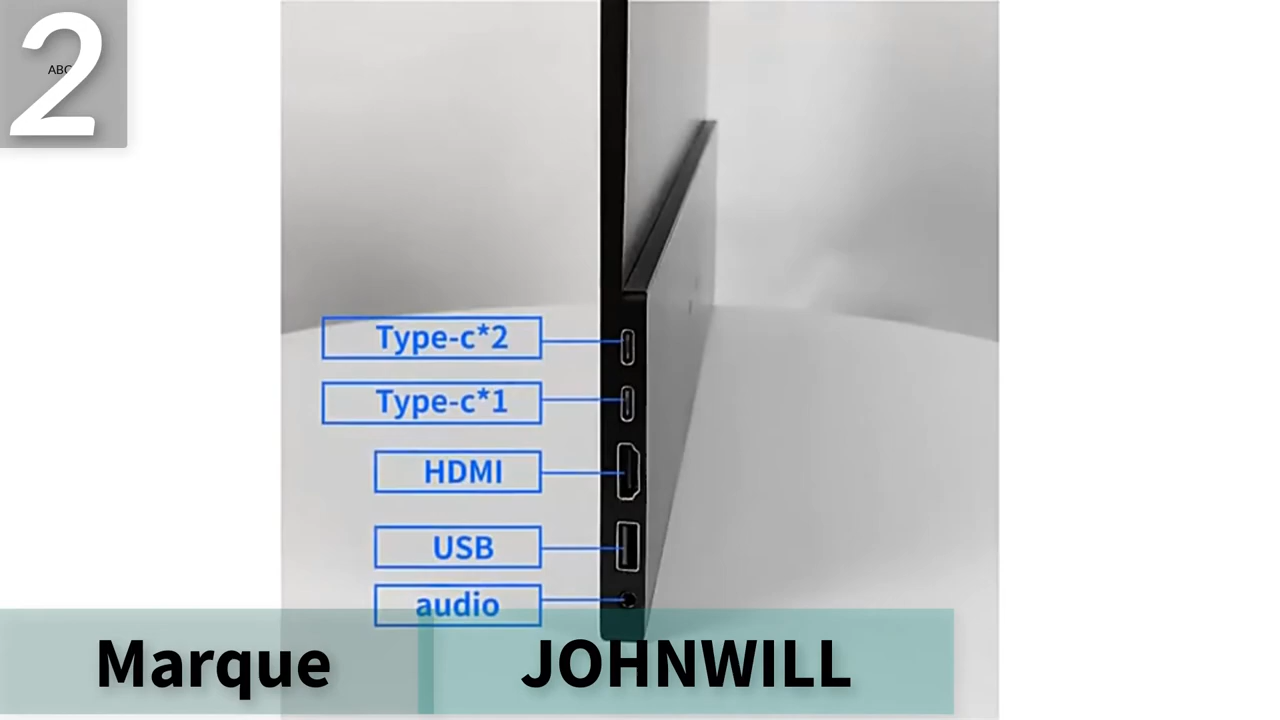 2
ABC
Type-c*2
Type-c*1
HDMI
USB
audio
Marque
JOHNWILL